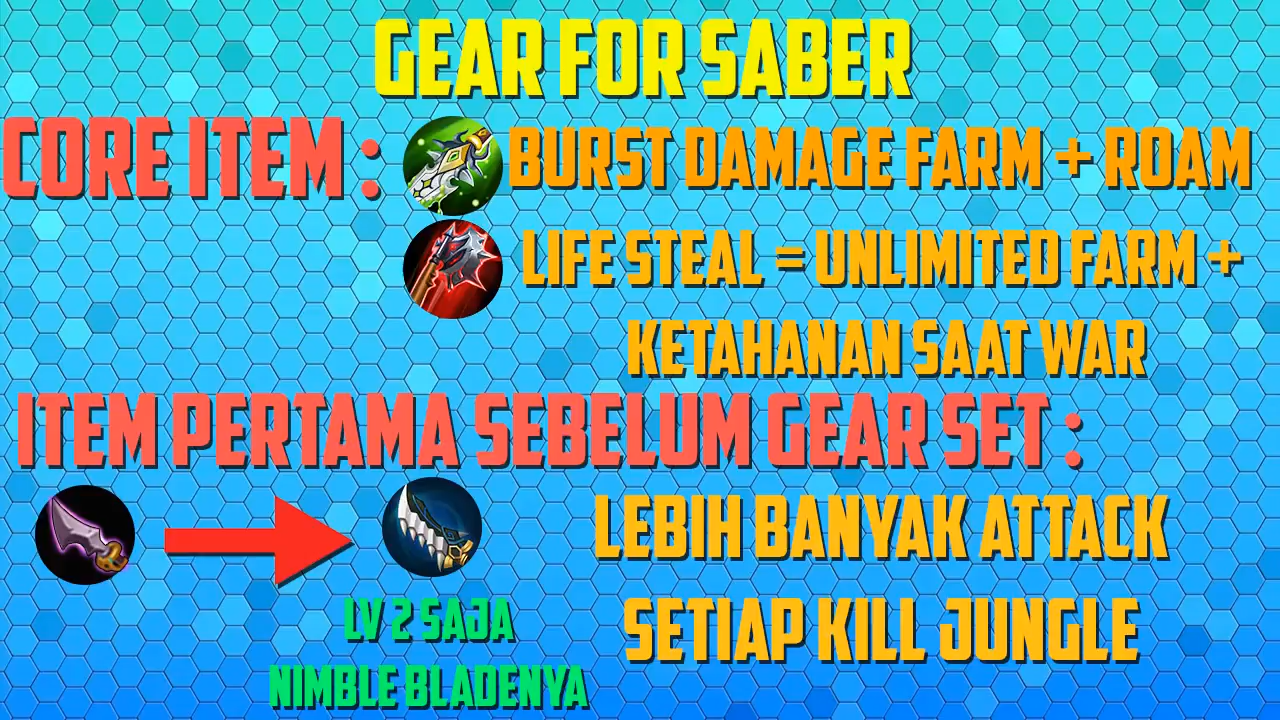 GEAR FOR SABER
CORE ITEM : BURST DAMAGE FARM + ROAM
LIFE STEAL = UNLIMITED FARM +
KETAHANAN SAAT WAR
ITEM PERTAMA SEBELUM GEAR SET :
LEBIH BANYAK ATTACK
SETIAP KILL JUNGLE
LV 2 SAJA
NIMBLE BLADENYA